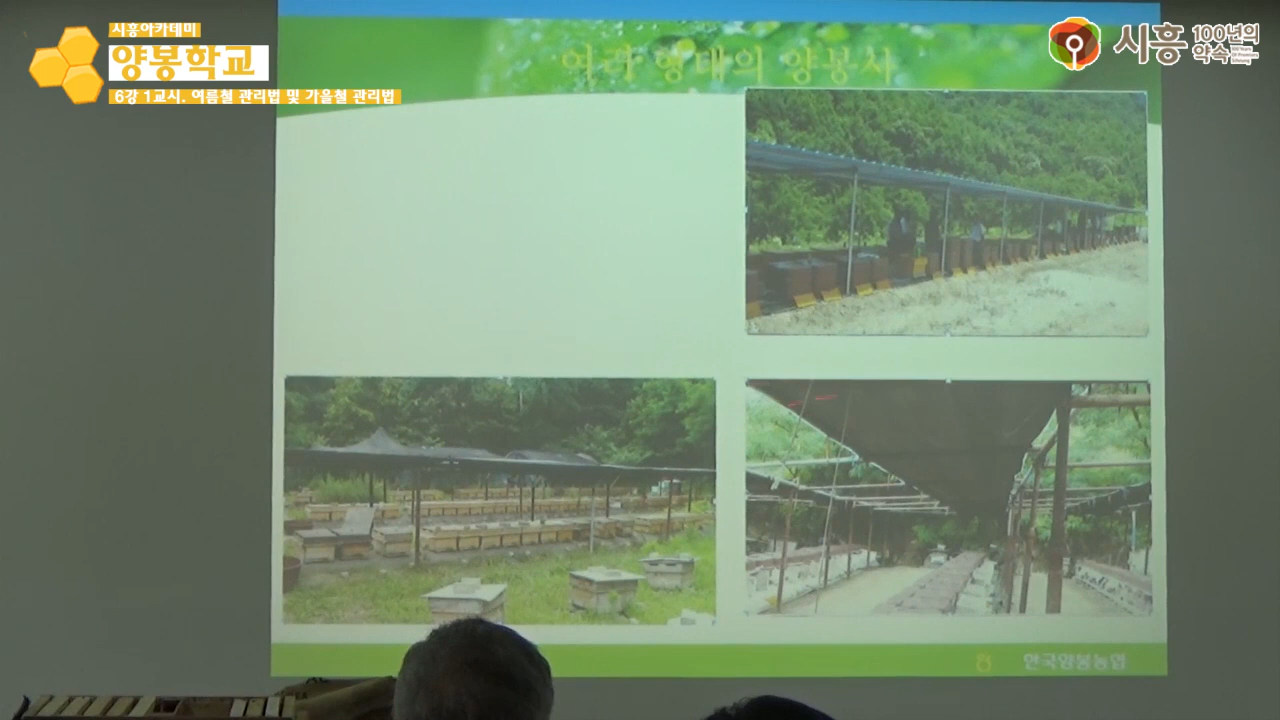 시흥아카데미
양봉학교
6강 1교시. 여름철 관리법 및 가을철 관리법
시흥
100년의
약속
여러 형태의 양봉사
한국양봉농협